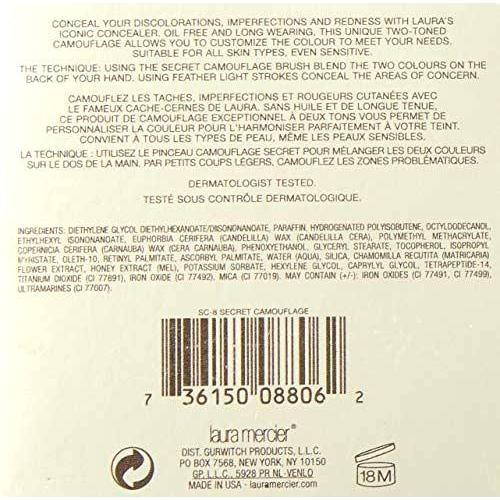 CONCEAL YOUR DISCOLORATIONS, IMPERFECTIONS AND REDNESS WITH LAURA'S
ICONIC CONCEALER. OIL FREE AND LONG WEARING, THIS UNIQUE TWO-TONED
CAMOUFLAGE ALLOWS YOU TO CUSTOMIZE THE COLOUR TO MEET YOUR NEEDS.
SUITABLE FOR ALL SKIN TYPES, EVEN SENSITIVE.
THE TECHNIQUE: USING THE SECRET CAMOUFLAGE BRUSH BLEND THE TWO COLOURS ON THE
BACK OF YOUR HAND. USING FEATHER LIGHT STROKES CONCEAL THE AREAS OF CONCERN.
CAMOUFLEZ LES TACHES, IMPERFECTIONS ET ROUGEURS CUTANÉES AVEC
LE FAMEUX CACHE-CERNES DE LAURA. SANS HUILE ET DE LONGUE TENUE,
CE PRODUIT DE CAMOUFLAGE EXCEPTIONNEL À DEUX TONS VOUS PERMET DE
PERSONNALISER LA COULEUR POUR L'HARMONISER PARFAITEMENT À VOTRE TEINT.
CONVIENT À TOUS LES TYPES DE PEAU, MÊME LES PEAUX SENSIBLES.
LA TECHNIQUE : UTILISEZ LE PINCEAU CAMOUFLAGE SECRET POUR MÉLANGER LES DEUX COULEURS
SUR LE DOS DE LA MAIN. PAR PETITS COUPS LÉGERS, CAMOUFLEZ LES ZONES PROBLÉMATIQUES.
DERMATOLOGIST TESTED.
TESTÉ SOUS CONTRÔLE DERMATOLOGIQUE.
INGREDIENTS: DIETHYLENE GLYCOL DIETHYLHEXANOATE/DIISONONANOATE, PARAFFIN, HYDROGENATED POLYISOBUTENE, OCTYLDODECANOL,
ETHYLHEXYL ISONONANOATE, EUPHORBIA CERIFERA (CANDELILLA) WAX (CANDELILLA CERA), POLYMETHYL METHACRYLATE,
COPERNICIA CERIFERA (CARNAUBA) WAX (CERA CARNAUBA), PHENOXYETHANOL, GLYCERYL STEARATE, TOCOPHEROL, ISOPROPYL
MYRISTATE, OLETH-10, RETINYL PALMITATE, ASCORBYL PALMITATE, WATER (AQUA), SILICA, CHAMOMILLA RECUTITA (MATRICARIA)
FLOWER EXTRACT, HONEY EXTRACT (MEL), POTASSIUM SORBATE, HEXYLENE GLYCOL, CAPRYLYL GLYCOL, TETRAPEPTIDE-14,
TITANIUM DIOXIDE (CI 77891), IRON OXIDE (CI 77492), MICA (CI 77019). MAY CONTAIN (+/-): IRON OXIDES (CI 77491, CI 77499),
ULTRAMARINES (CI 77007).
SC-8 SECRET CAMOUFLAGE
7 36150 08806 2
laura mercier®
DIST. GURWITCH PRODUCTS, L.L.C.
PO BOX 7568, NEW YORK, NY 10150
GP, L.L.C., 5928 PR NL-VENLO
MADE IN USA - lauramercier.com
18M